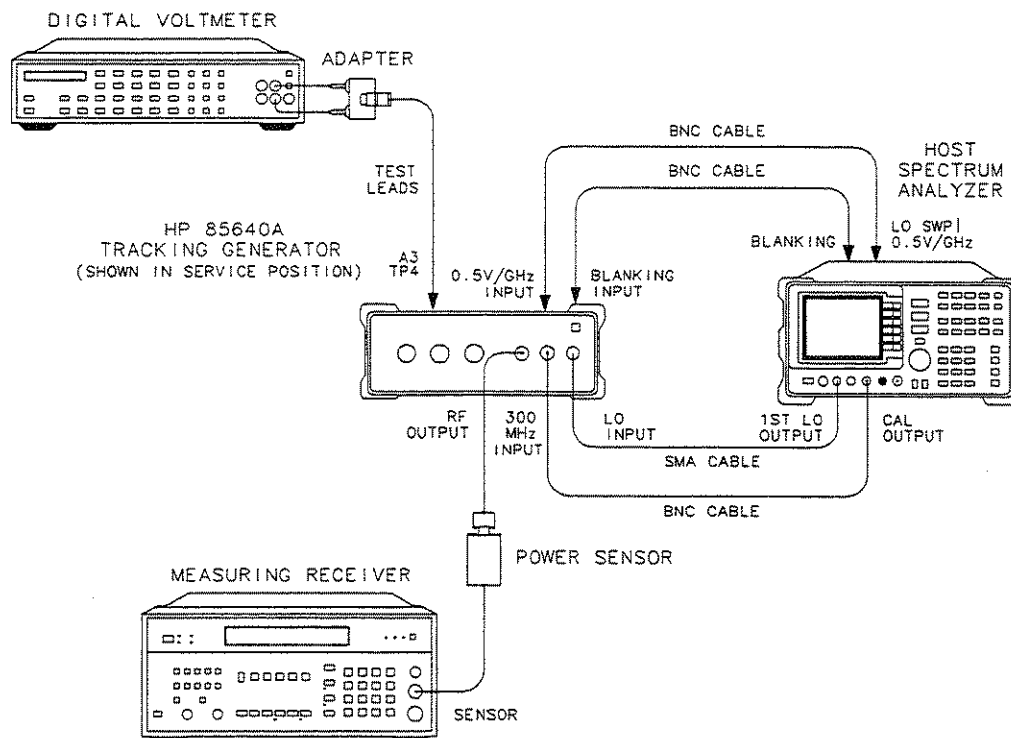 DIGITAL VOLTMETER
ADAPTER
TEST
LEADS
BNC CABLE
BNC CABLE
HOST
SPECTRUM
ANALYZER
HP 85640A
TRACKING GENERATOR
(SHOWN IN SERVICE POSITION)
A3
TP4
0.5V/GHz
INPUT
BLANKING
INPUT
BLANKING
LO SWP|
0.5V/GHz
RF
OUTPUT
300
MHz
INPUT
LO
INPUT
1ST LO
OUTPUT
CAL
OUTPUT
SMA CABLE
BNC CABLE
POWER SENSOR
MEASURING RECEIVER
SENSOR